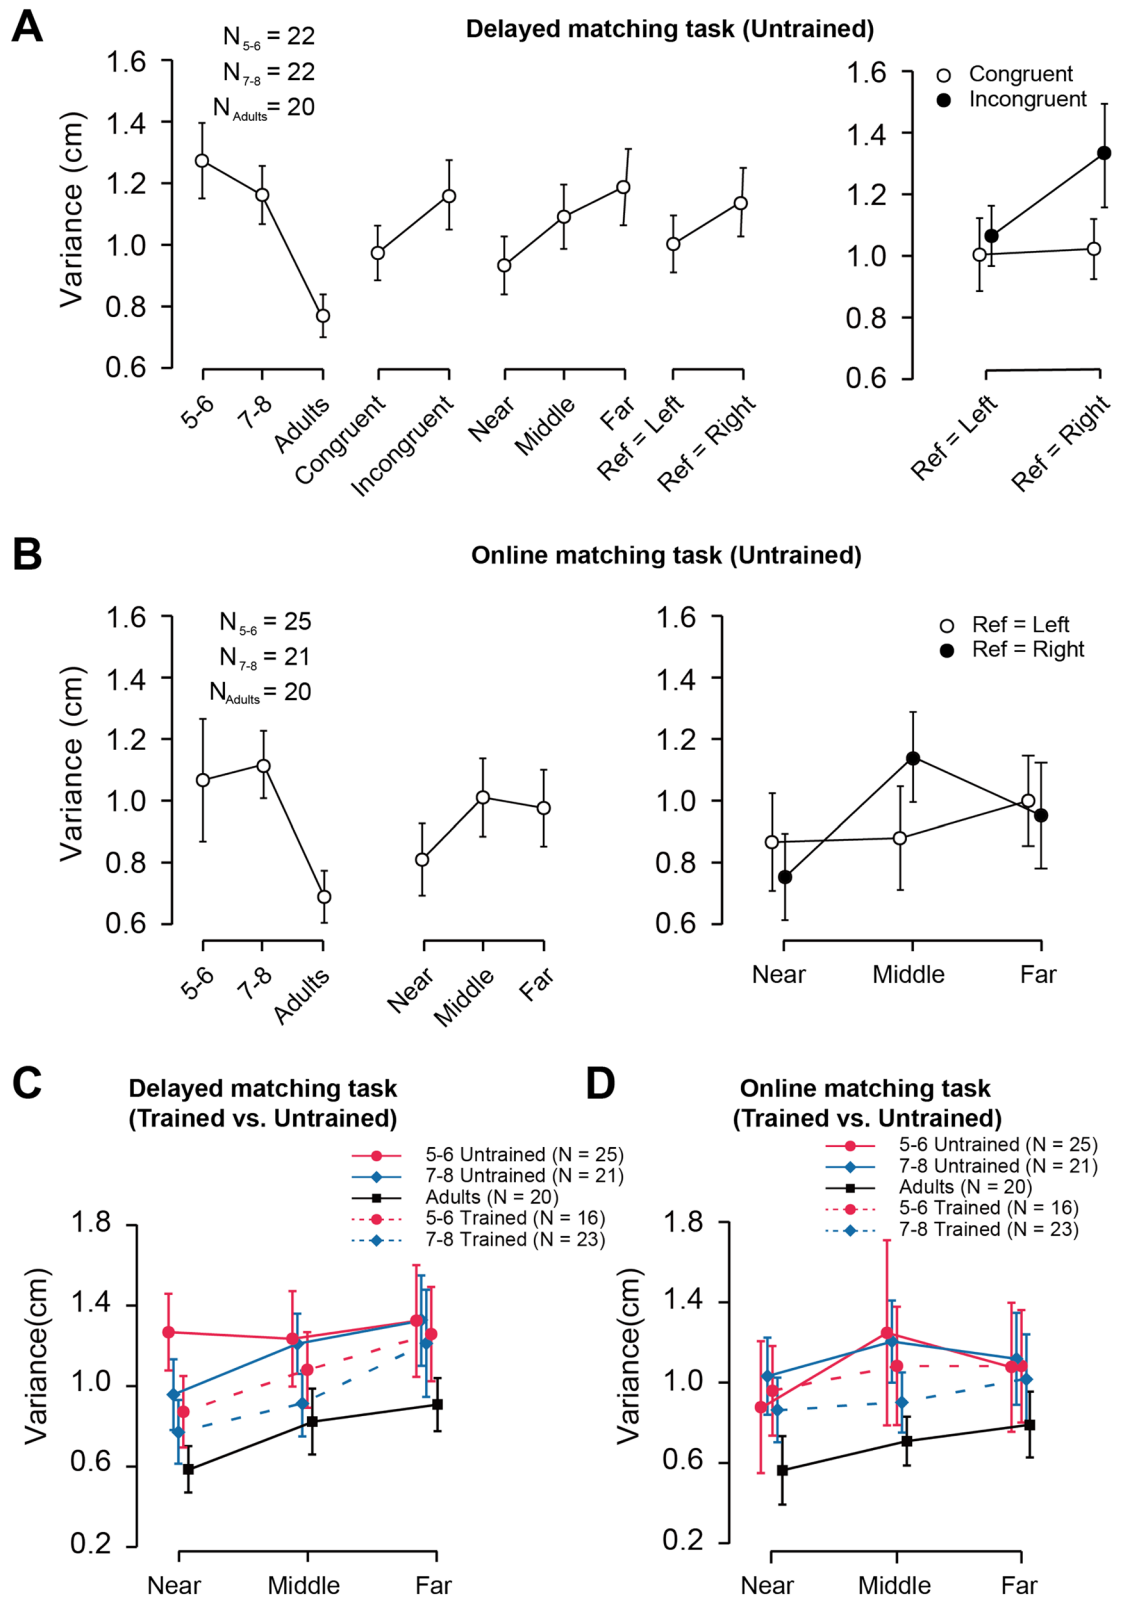 A
Delayed matching task (Untrained)
N5-6 = 22
N7-8 = 22
NAdults = 20
Variance (cm)
1.6
1.4
1.2
1.0
0.8
0.6
5-6
7-8
Adults
Congruent
Incongruent
Near
Middle
Far
Ref = Left
Ref = Right
1.6
1.4
1.2
1.0
0.8
0.6
Congruent
Incongruent
Ref = Left
Ref = Right
B
Online matching task (Untrained)
N5-6 = 25
N7-8 = 21
NAdults = 20
Variance (cm)
1.6
1.4
1.2
1.0
0.8
0.6
5-6
7-8
Adults
Near
Middle
Far
1.6
1.4
1.2
1.0
0.8
0.6
Ref = Left
Ref = Right
Near
Middle
Far
C
Delayed matching task
(Trained vs. Untrained)
5-6 Untrained (N = 25)
7-8 Untrained (N = 21)
Adults (N = 20)
5-6 Trained (N = 16)
7-8 Trained (N = 23)
Variance(cm)
1.8
1.4
1.0
0.6
0.2
Near
Middle
Far
D
Online matching task
(Trained vs. Untrained)
5-6 Untrained (N = 25)
7-8 Untrained (N = 21)
Adults (N = 20)
5-6 Trained (N = 16)
7-8 Trained (N = 23)
Variance(cm)
1.8
1.4
1.0
0.6
0.2
Near
Middle
Far